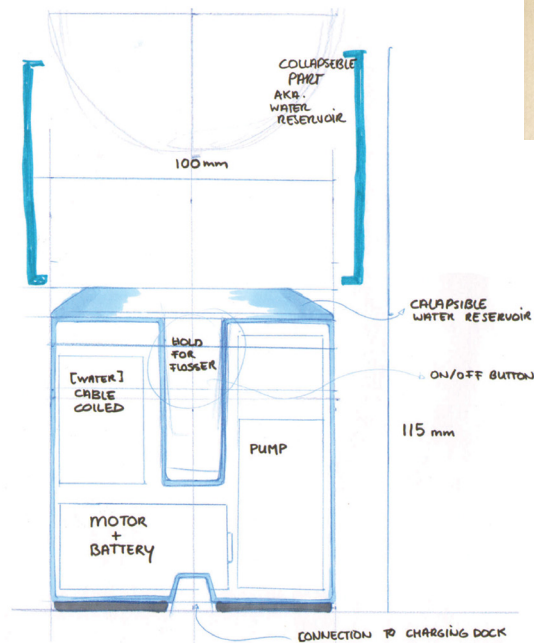 COLLAPSEBLE
PART
AKA.
WATER
RESERVOIR
100 mm
CALAPSIBLE
WATER RESERVOIR
HOLD
FOR
FLOSSER
ON/OFF BUTTON
[WATER]
CABLE
COILED
115 mm
PUMP
MOTOR
+
BATTERY
CONNECTION TO CHARGING DOCK